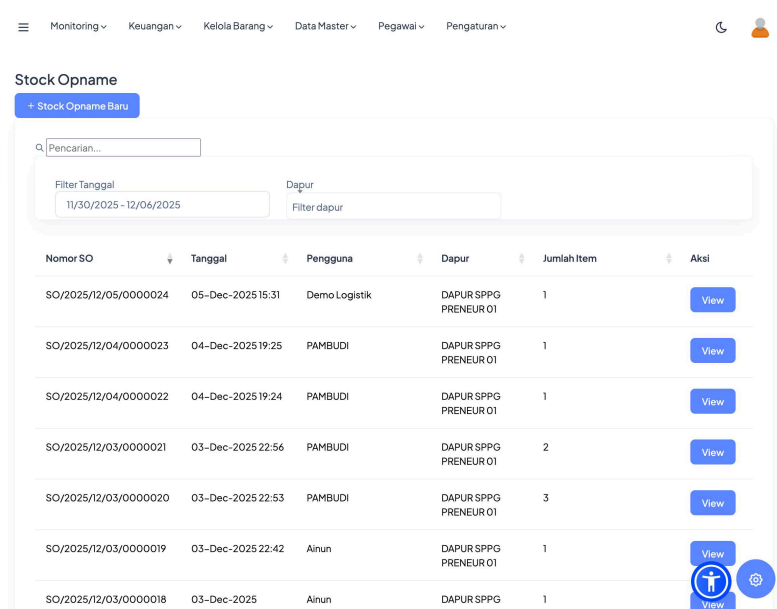 Monitoring Keuangan Kelola Barang Data Master Pegawai Pengaturan
Stock Opname
+ Stock Opname Baru
Pencarian...
Filter Tanggal Dapur
11/30/2025 - 12/06/2025 Filter dapur
Nomor SO Tanggal Pengguna Dapur Jumlah Item Aksi
SO/2025/12/05/0000024 05-Dec-2025 15:31 Demo Logistik DAPUR SPPG 1 View
PRENEUR 01
SO/2025/12/04/0000023 04-Dec-2025 19:25 PAMBUDI DAPUR SPPG 1 View
PRENEUR 01
SO/2025/12/04/0000022 04-Dec-2025 19:24 PAMBUDI DAPUR SPPG 1 View
PRENEUR 01
SO/2025/12/03/0000021 03-Dec-2025 22:56 PAMBUDI DAPUR SPPG 2 View
PRENEUR 01
SO/2025/12/03/0000020 03-Dec-2025 22:53 PAMBUDI DAPUR SPPG 3 View
PRENEUR 01
SO/2025/12/03/0000019 03-Dec-2025 22:42 Ainun DAPUR SPPG 1 View
PRENEUR 01
SO/2025/12/03/0000018 03-Dec-2025 Ainun DAPUR SPPG 1 View